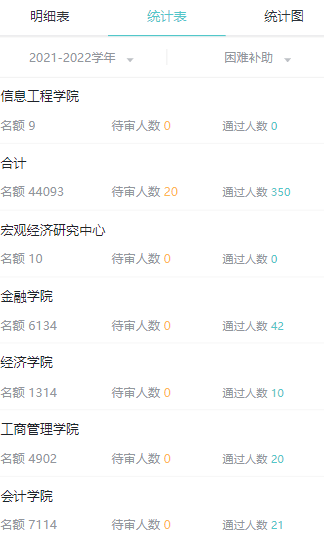 明细表 统计表 统计图
2021-2022学年 困难补助
信息工程学院
名额 9 待审人数 0 通过人数 0
合计
名额 44093 待审人数 20 通过人数 350
宏观经济研究中心
名额 10 待审人数 0 通过人数 0
金融学院
名额 6134 待审人数 0 通过人数 42
经济学院
名额 1314 待审人数 0 通过人数 10
工商管理学院
名额 4902 待审人数 0 通过人数 20
会计学院
名额 7114 待审人数 0 通过人数 21